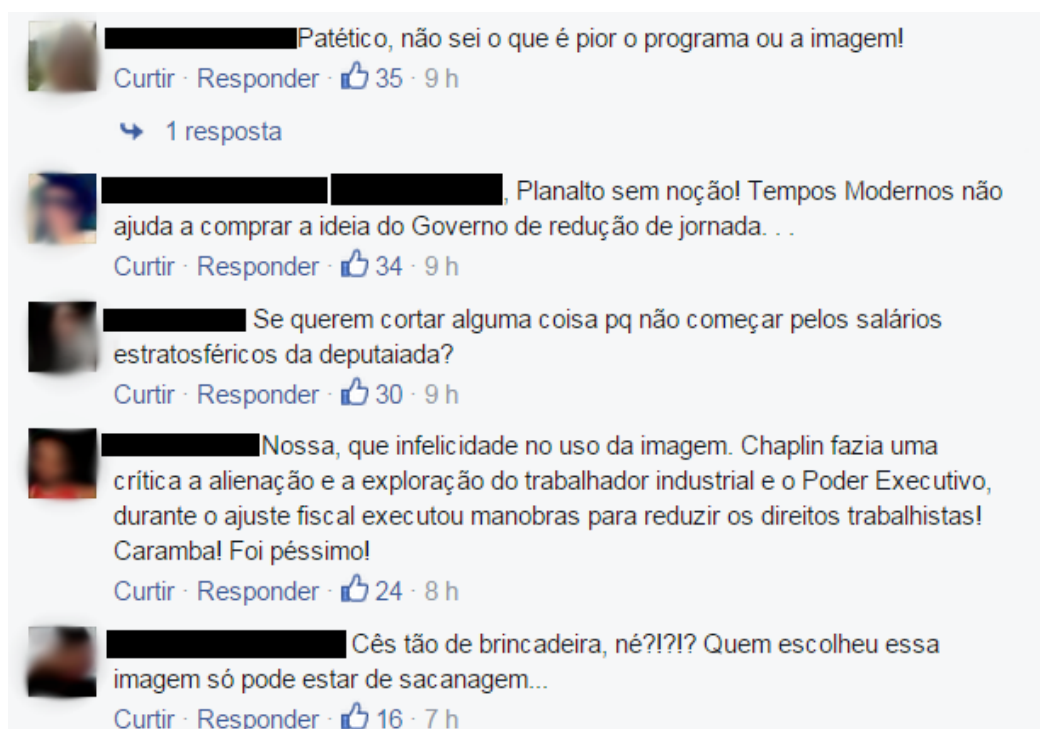 Patético, não sei o que é pior o programa ou a imagem!
Curtir · Responder · 35 · 9 h
1 resposta
, Planalto sem noção! Tempos Modernos não
ajuda a comprar a ideia do Governo de redução de jornada. . .
Curtir · Responder · 34 · 9 h
Se querem cortar alguma coisa pq não começar pelos salários
estratosféricos da deputaiada?
Curtir · Responder · 30 · 9 h
Nossa, que infelicidade no uso da imagem. Chaplin fazia uma
crítica a alienação e a exploração do trabalhador industrial e o Poder Executivo,
durante o ajuste fiscal executou manobras para reduzir os direitos trabalhistas!
Caramba! Foi péssimo!
Curtir · Responder · 24 · 8 h
Cês tão de brincadeira, né?!?!? Quem escolheu essa
imagem só pode estar de sacanagem...
Curtir · Responder · 16 · 7 h